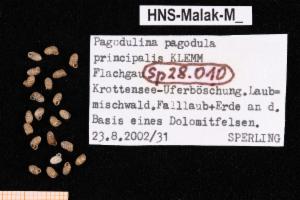 HNS-Malak-M_
Pagodulina pagodula
principalis KLEMM
Flachgau Sp28.010
Krottensee-Uferböschung.Laub=
mischwald.Falllaub+Erde an d.
Basis eines Dolomitfelsen.
23.8.2002/31 SPERLING